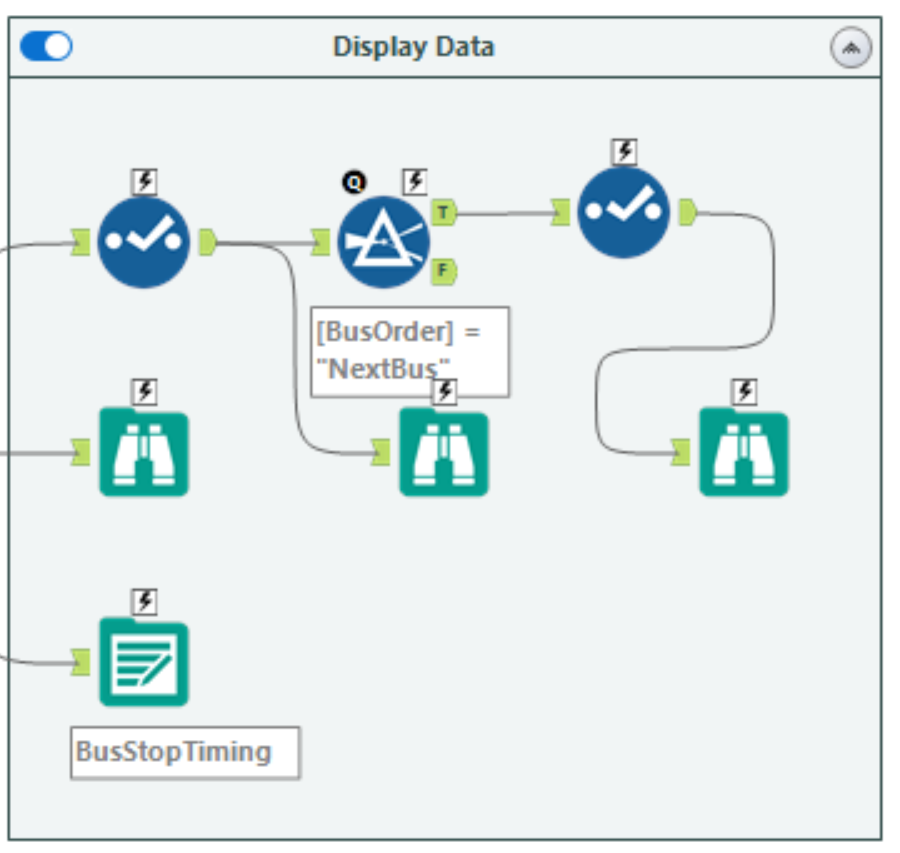 Display Data
Q
T
F
[BusOrder] =
"NextBus"
BusStopTiming